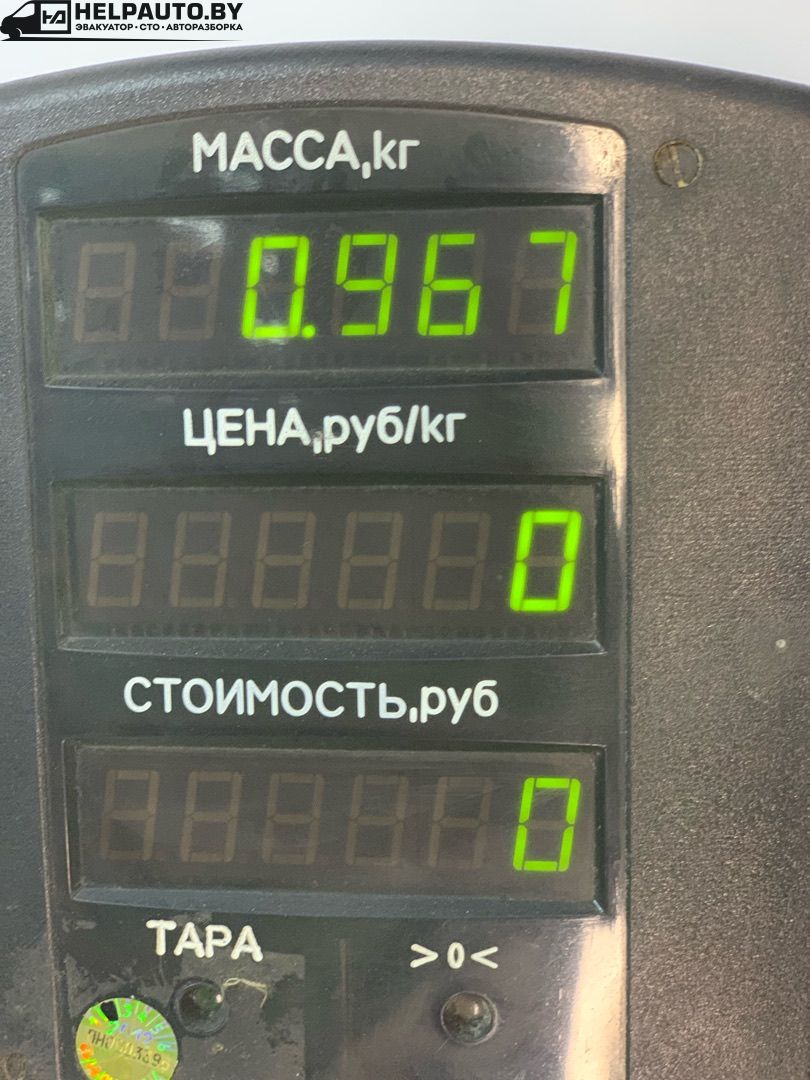 HELPAUTO.BY
ЭВАКУАТОР•СТО•АВТОРАЗБОРКА
МАССА,кг
0.967
ЦЕНА,руб/кг
0
СТОИМОСТЬ,руб
0
ТАРА
>0<